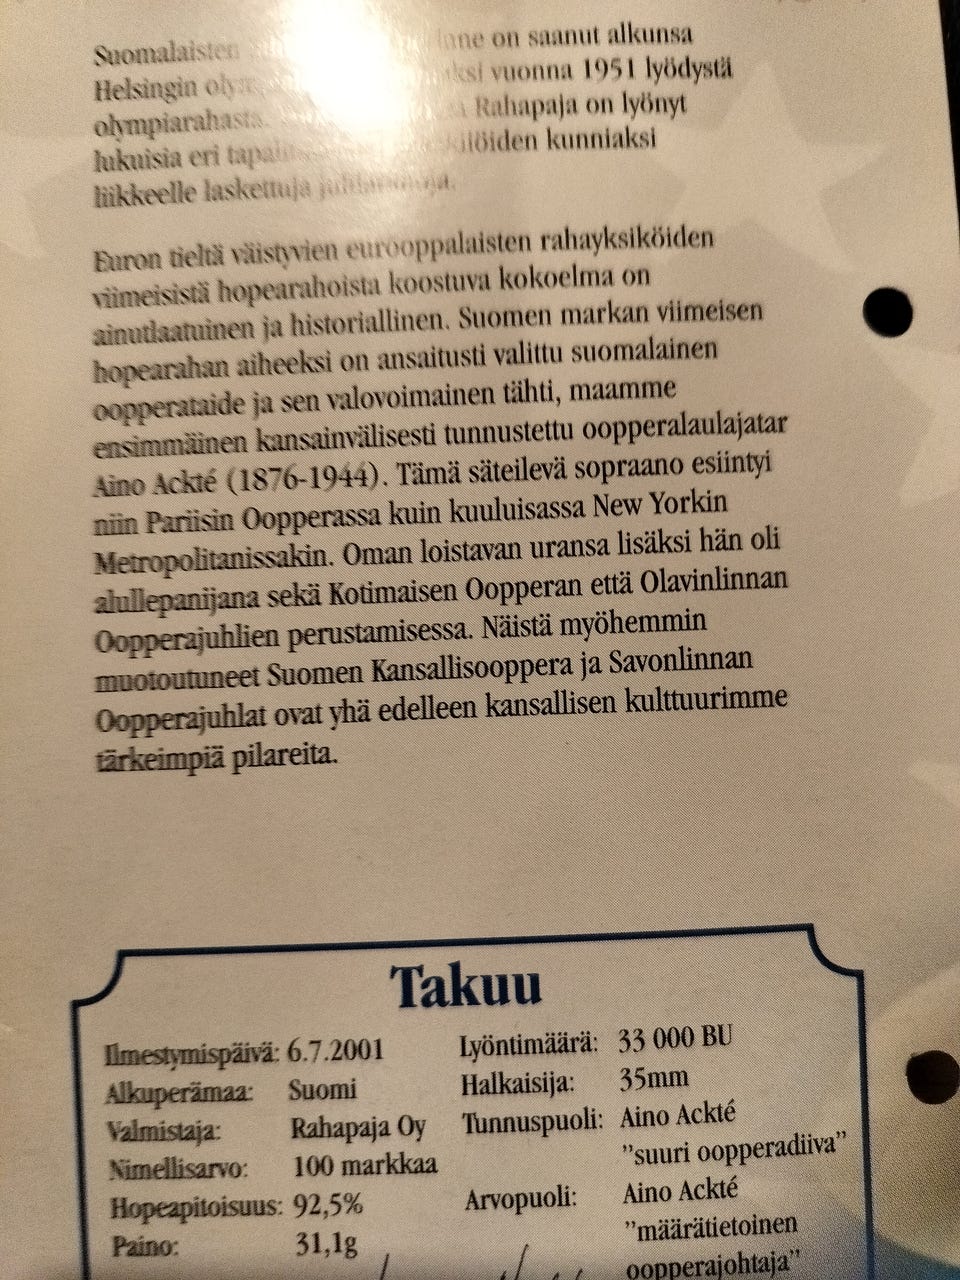 Suomalaisten on saanut alkunsa
Helsingin vuonna 1951 lyödystä
olympiarahasta. Rahapaja on lyönyt
lukuisia eri kunniaksi
liikkeelle laskettuja
Euron tieltä väistyvien eurooppalaisten rahayksiköiden
viimeisistä hopearahoista koostuva kokoelma on
ainutlaatuinen ja historiallinen. Suomen markan viimeisen
hopearahan aiheeksi on ansaitusti valittu suomalainen
oopperataide ja sen valovoimainen tähti, maamme
ensimmäinen kansainvälisesti tunnustettu oopperalaulajatar
Aino Ackté (1876-1944). Tämä säteilevä sopraano esiintyi
niin Pariisin Oopperassa kuin kuuluisassa New Yorkin
Metropolitanissakin. Oman loistavan uransa lisäksi hän oli
alullepanijana sekä Kotimaisen Oopperan että Olavinlinnan
Oopperajuhlien perustamisessa. Näistä myöhemmin
muotoutuneet Suomen Kansallisooppera ja Savonlinnan
Oopperajuhlat ovat yhä edelleen kansallisen kulttuurimme
tärkeimpiä pilareita.
Takuu
Ilmestymispäivä: 6.7.2001
Alkuperämaa: Suomi
Valmistaja: Rahapaja Oy
Nimellisarvo: 100 markkaa
Hopeapitoisuus: 92,5%
Paino: 31,1g
Lyöntimäärä: 33 000 BU
Halkaisija: 35mm
Tunnuspuoli: Aino Ackté
"suuri oopperadiiva"
Arvopuoli: Aino Ackté
"määrätietoinen
oopperajohtaja"